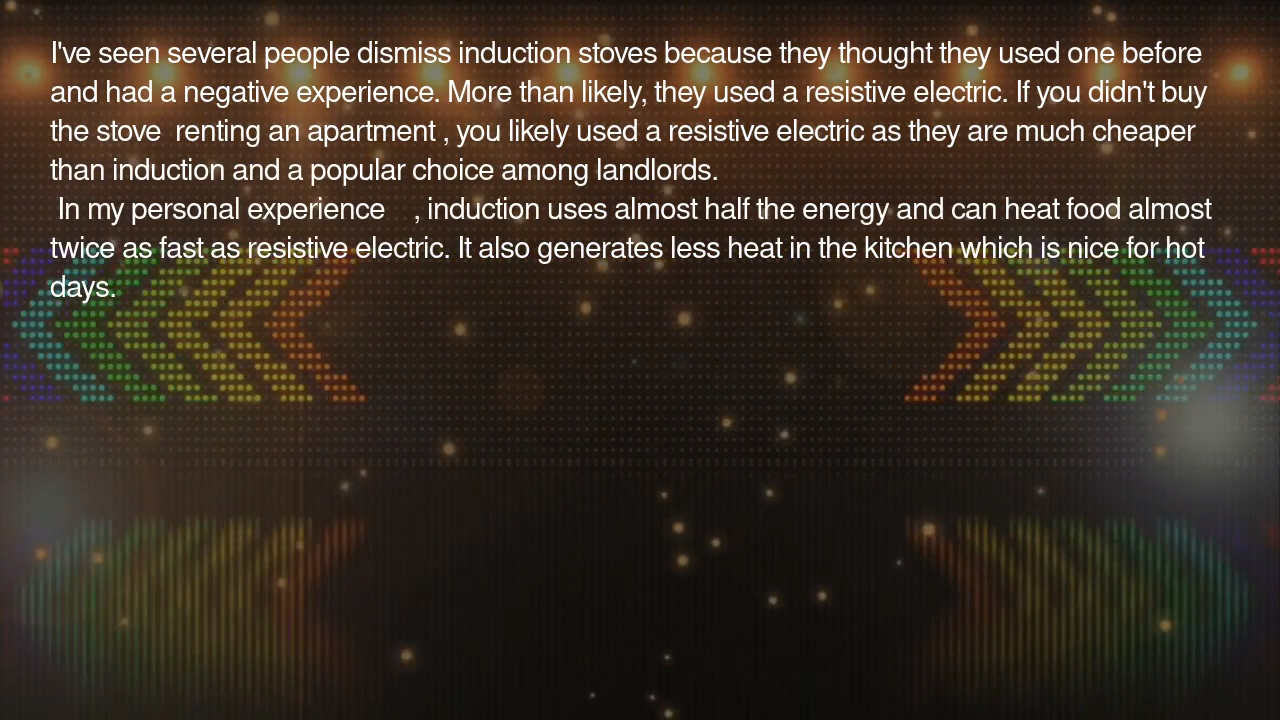 I've seen several people dismiss induction stoves because they thought they used one before
and had a negative experience. More than likely, they used a resistive electric. If you didn't buy
the stove  renting an apartment , you likely used a resistive electric as they are much cheaper
than induction and a popular choice among landlords.
In my personal experience    , induction uses almost half the energy and can heat food almost
twice as fast as resistive electric. It also generates less heat in the kitchen which is nice for hot
days.